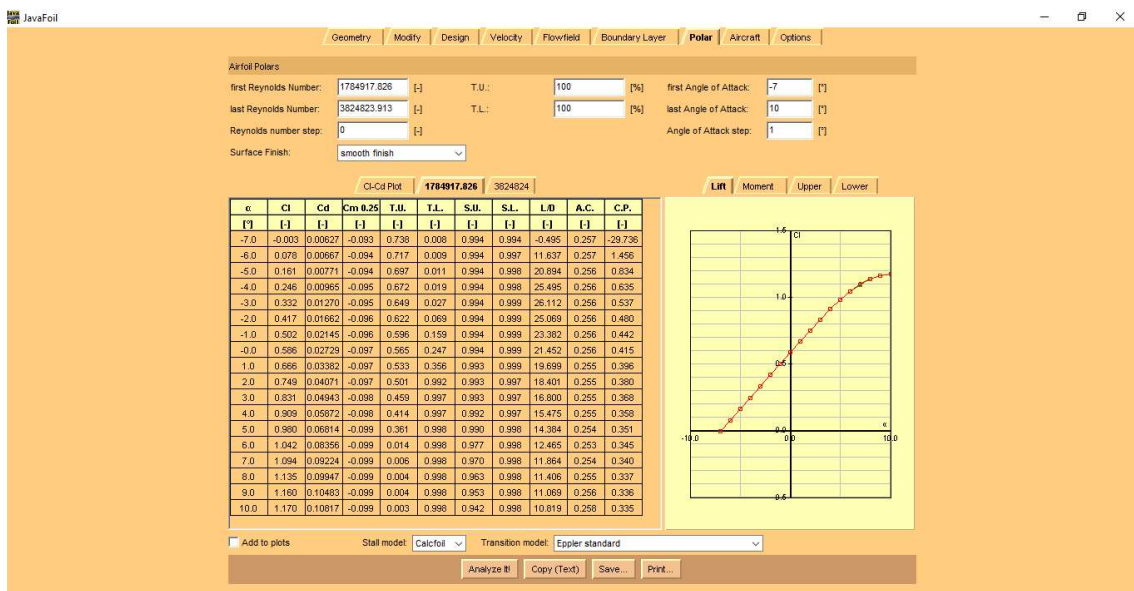 JavaFoil
Geometry Modify Design Velocity Flowfield Boundary Layer Polar Aircraft Options
Airfoil Polars
first Reynolds Number: 1784917.826 [-] T.U.: 100 [%] first Angle of Attack: -7 [°]
last Reynolds Number: 3824823.913 [-] T.L.: 100 [%] last Angle of Attack: 10 [°]
Reynolds number step: 0 [-] Angle of Attack step: 1 [°]
Surface Finish: smooth finish
Cl-Cd Plot 1784917.826 3824824 Lift Moment Upper Lower
α Cl Cd Cm 0.25 T.U. T.L. S.U. S.L. L/D A.C. C.P.
[°] [-] [-] [-] [-] [-] [-] [-] [-] [-] [-]
-7.0 -0.003 0.00627 -0.093 0.738 0.008 0.994 0.994 -0.495 0.257 -29.736
-6.0 0.078 0.00667 -0.094 0.717 0.009 0.994 0.997 11.637 0.257 1.456
-5.0 0.161 0.00771 -0.094 0.697 0.011 0.994 0.998 20.894 0.256 0.834
-4.0 0.246 0.00965 -0.095 0.672 0.019 0.994 0.998 25.495 0.256 0.635
-3.0 0.332 0.01270 -0.095 0.649 0.027 0.994 0.999 26.112 0.256 0.537
-2.0 0.417 0.01662 -0.096 0.622 0.069 0.994 0.999 25.069 0.256 0.480
-1.0 0.502 0.02145 -0.096 0.596 0.159 0.994 0.999 23.382 0.256 0.442
-0.0 0.586 0.02729 -0.097 0.565 0.247 0.994 0.999 21.452 0.256 0.415
1.0 0.666 0.03382 -0.097 0.533 0.356 0.993 0.999 19.699 0.255 0.396
2.0 0.749 0.04071 -0.097 0.501 0.992 0.993 0.997 18.401 0.255 0.380
3.0 0.831 0.04943 -0.098 0.459 0.997 0.993 0.997 16.800 0.255 0.368
4.0 0.909 0.05872 -0.098 0.414 0.997 0.992 0.997 15.475 0.255 0.358
5.0 0.980 0.06814 -0.099 0.361 0.998 0.990 0.998 14.384 0.254 0.351
6.0 1.042 0.08356 -0.099 0.014 0.998 0.977 0.998 12.465 0.253 0.345
7.0 1.094 0.09224 -0.099 0.006 0.998 0.970 0.998 11.864 0.254 0.340
8.0 1.135 0.09947 -0.099 0.004 0.998 0.963 0.998 11.406 0.255 0.337
9.0 1.160 0.10483 -0.099 0.004 0.998 0.953 0.998 11.069 0.256 0.336
10.0 1.170 0.10817 -0.099 0.003 0.998 0.942 0.998 10.819 0.258 0.335
1.5 Cl
1.0
0.5
0.0 α
-10.0 0.0 10.0
Add to plots Stall model: Calcfoil Transition model: Eppler standard
Analyze It! Copy (Text) Save... Print...